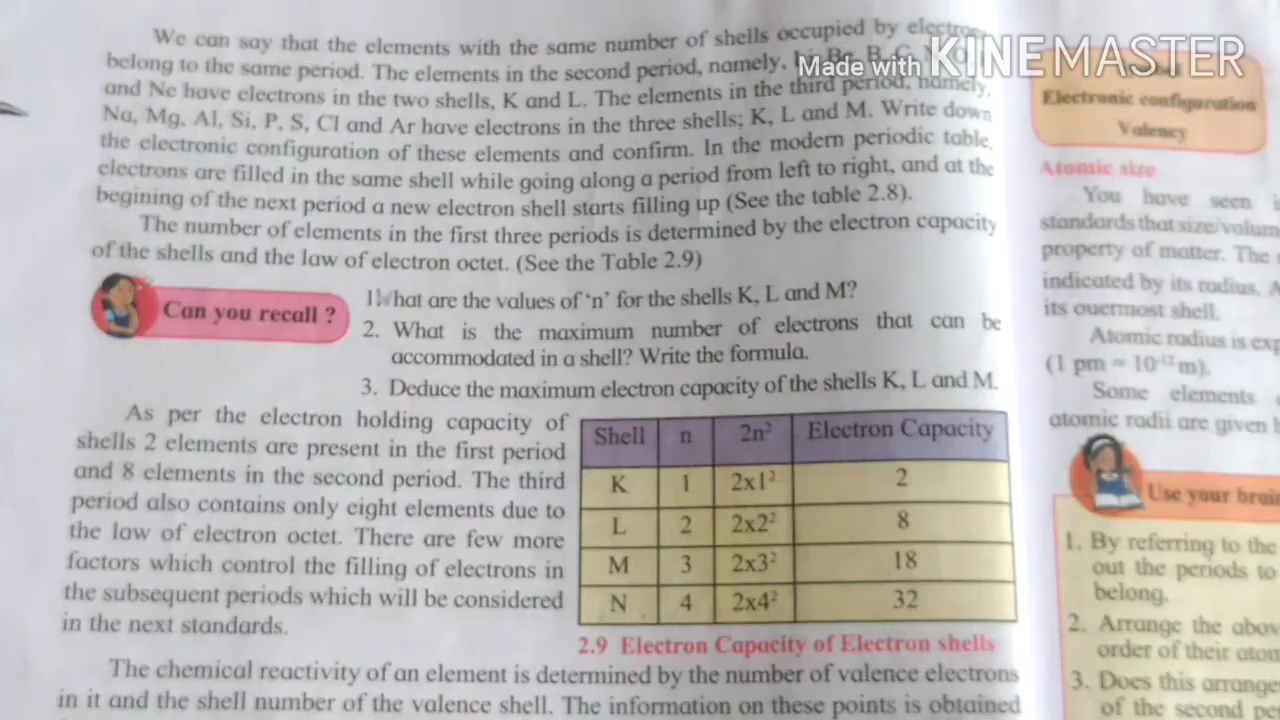 We can say that the elements with the same number of shells occupied by
belong to the same period. The elements in the second period, namely,
Made with KINEMASTER
and Ne have electrons in the two shells, K and L. The elements in the third period, namely,
Na, Mg, Al, Si, P, S, Cl and Ar have electrons in the three shells; K, L and M. Write down
the electronic configuration of these elements and confirm. In the modern periodic table,
electrons are filled in the same shell while going along a period from left to right, and at the
begining of the next period a new electron shell starts filling up (See the table 2.8).
The number of elements in the first three periods is determined by the electron capacity
of the shells and the law of electron octet. (See the Table 2.9)
Can you recall ?
1. What are the values of 'n' for the shells K, L and M?
2. What is the maximum number of electrons that can be
accommodated in a shell? Write the formula.
3. Deduce the maximum electron capacity of the shells K, L and M.
As per the electron holding capacity of
shells 2 elements are present in the first period
and 8 elements in the second period. The third
period also contains only eight elements due to
the law of electron octet. There are few more
factors which control the filling of electrons in
the subsequent periods which will be considered
in the next standards.
Shell n 2n² Electron Capacity
K 1 2x1² 2
L 2 2x2² 8
M 3 2x3² 18
N 4 2x4² 32
2.9 Electron Capacity of Electron shells
The chemical reactivity of an element is determined by the number of valence electrons
in it and the shell number of the valence shell. The information on these points is obtained
Electronic configuration
Valency
Atomic size
You have seen
standards that size/volum
property of matter. The
indicated by its radius. A
its ouermost shell.
Atomic radius is exp
(1 pm = 10⁻¹² m).
Some elements
atomic radii are given b
Use your brain
1. By referring to the
out the periods to
belong.
2. Arrange the abov
order of their atom
3. Does this arrange
of the second pe